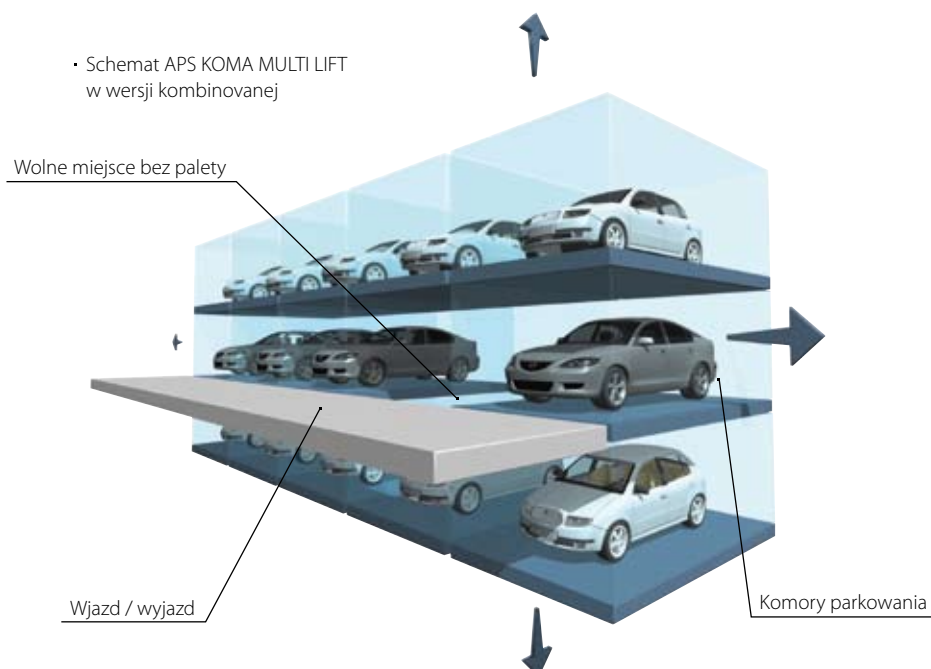 · Schemat APS KOMA MULTI LIFT
w wersji kombinovanej
Wolne miejsce bez palety
Wjazd / wyjazd
Komory parkowania